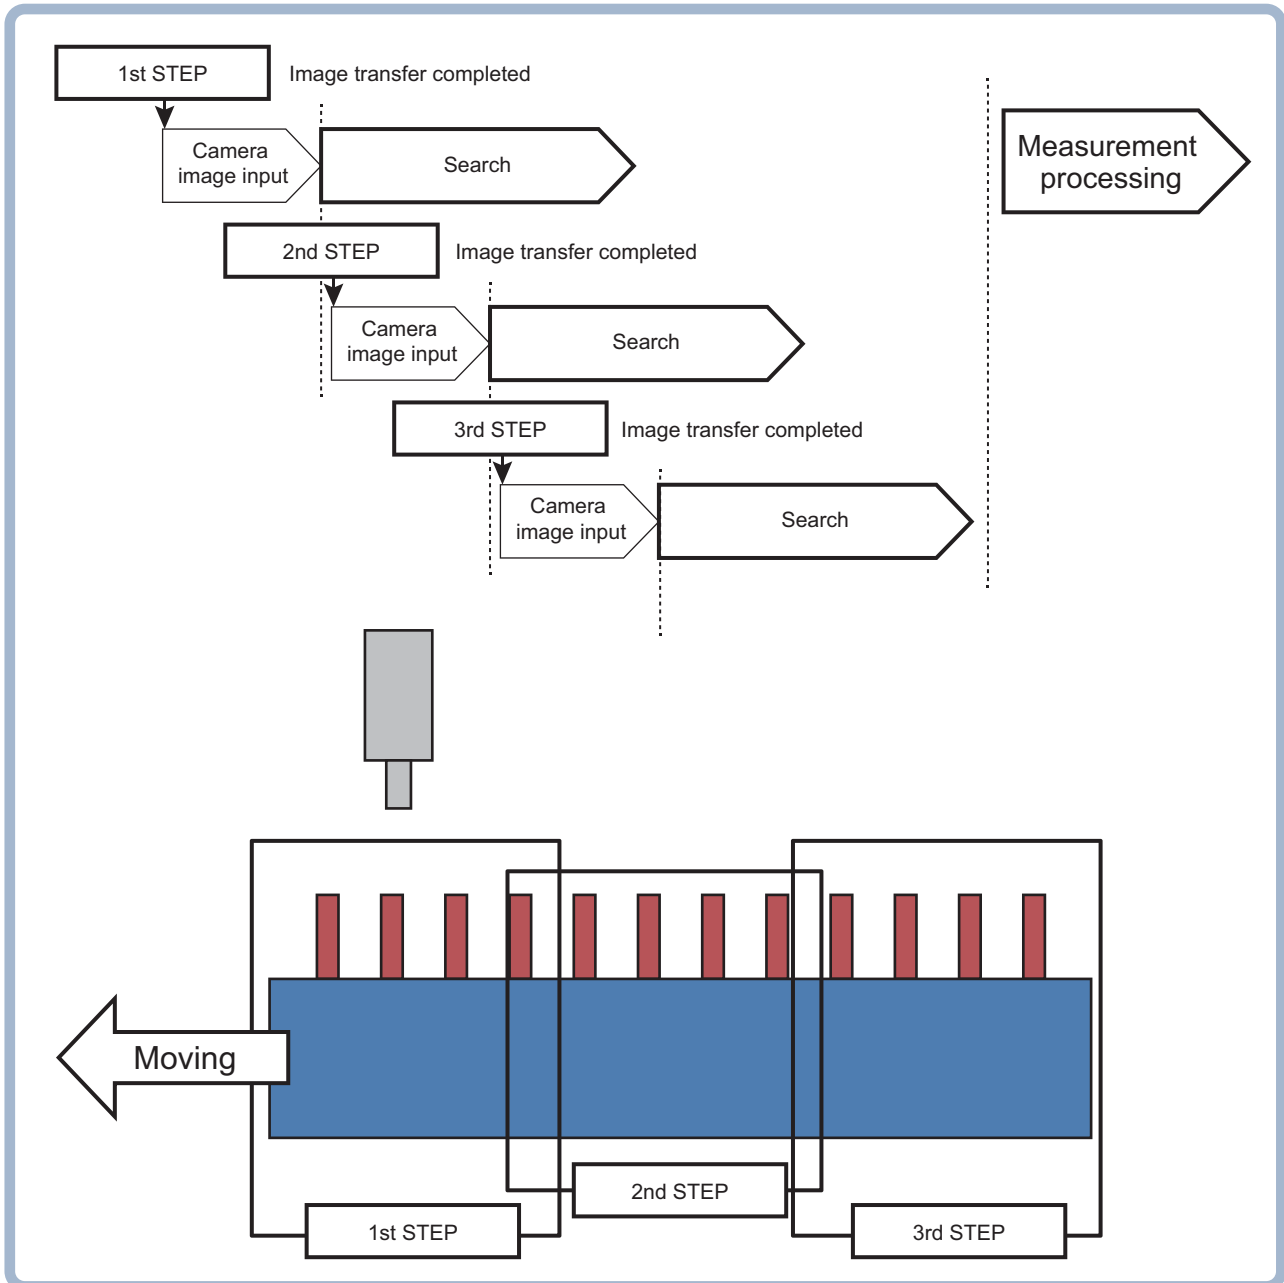 1st STEP
Image transfer completed
Camera
image input
Search
Measurement
processing
2nd STEP
Image transfer completed
Camera
image input
Search
3rd STEP
Image transfer completed
Camera
image input
Search
Moving
2nd STEP
1st STEP
3rd STEP